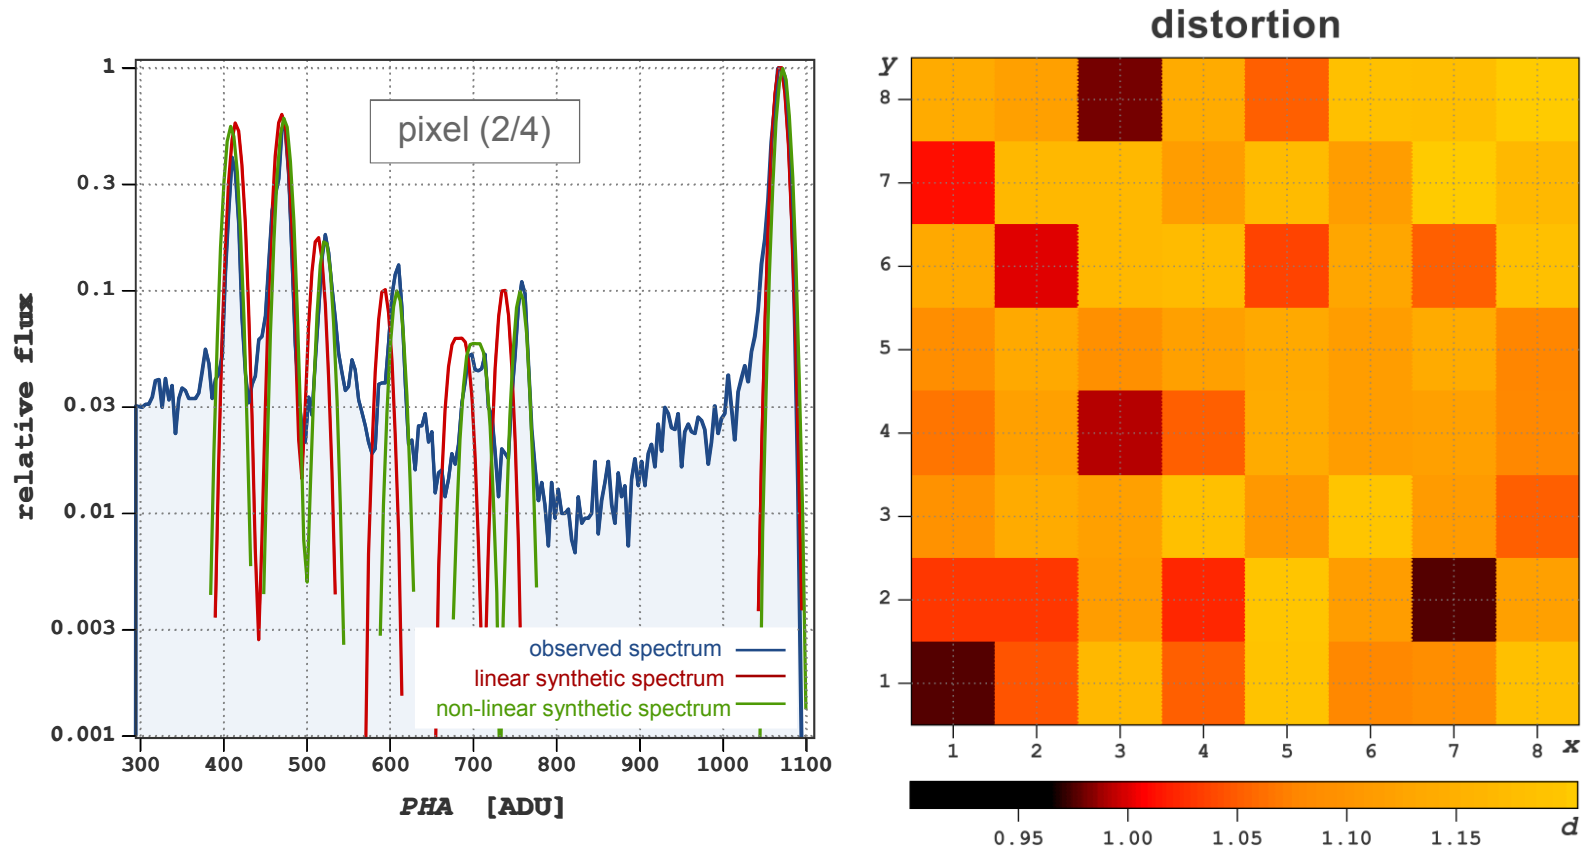 distortion
pixel (2/4)
1
0.3
0.1
0.03
0.01
0.003
0.001
relative flux
observed spectrum
linear synthetic spectrum
non-linear synthetic spectrum
300 400 500 600 700 800 900 1000 1100
PHA [ADU]
y
8
7
6
5
4
3
2
1
1 2 3 4 5 6 7 8 x
0.95 1.00 1.05 1.10 1.15 d